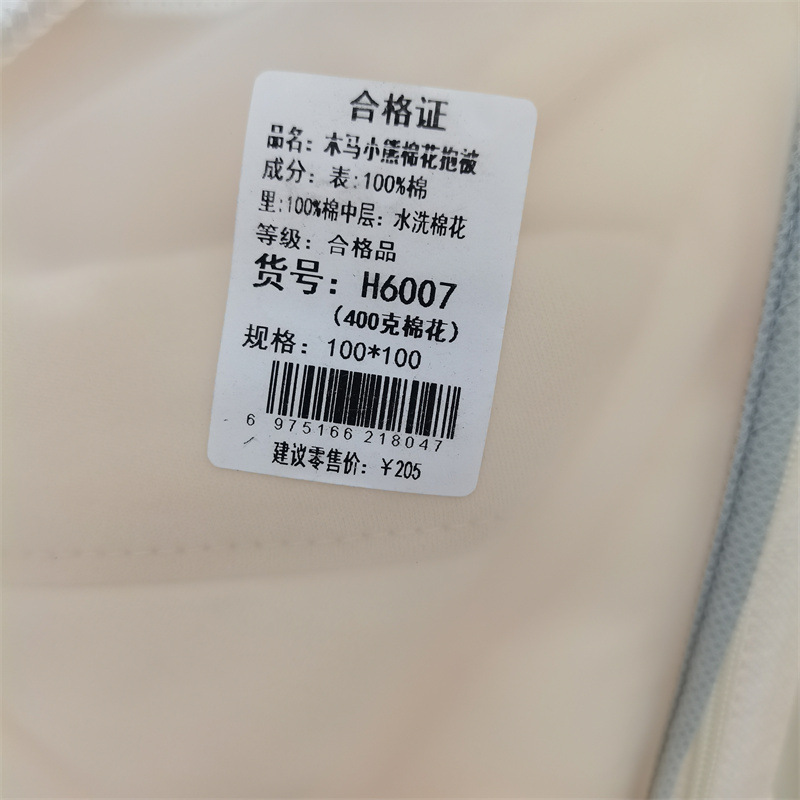 合格证
品名：木马小熊棉花抱被
成分：表:100%棉
里:100%棉中层：水洗棉花
等级：合格品
货号：H6007
（400克棉花）
规格：100*100
6 975166 218047
建议零售价：￥205